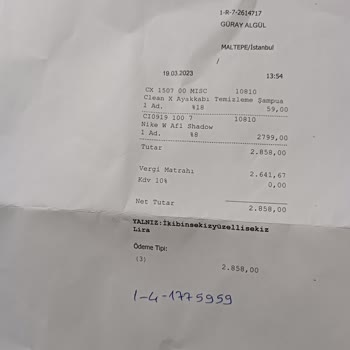 1-R-7-2614717
GÜRAY ALGÜL
MALTEPE/İstanbul
/
19.03.2023 13:54
CX 1507 00 MISC 10810
Clean X Ayakkabı Temizleme Şampua
1 Ad. %18 59,00
CI0919 100 7 10810
Nike W Af1 Shadow
1 Ad. %8 2799,00
Tutar 2.858,00
Vergi Matrahı 2.641,67
Kdv 10% 0,00
Net Tutar 2.858,00
YALNIZ:İkibinsekizyüzellisekiz
Lira
Ödeme Tipi:
(3) 2.858,00
1-4-1775959